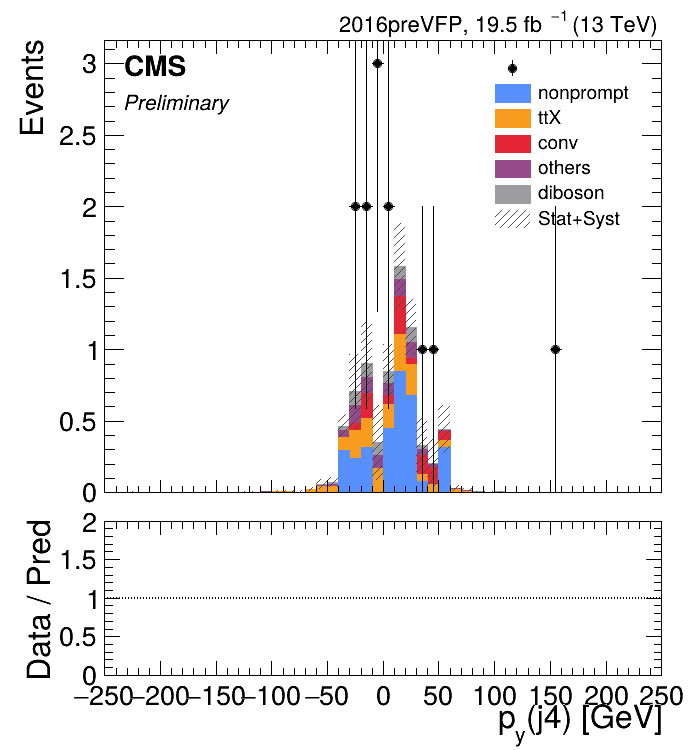 2016preVFP, 19.5 fb⁻¹ (13 TeV)
CMS
Preliminary
nonprompt
ttX
conv
others
diboson
Stat+Syst
Events
3
2.5
2
1.5
1
0.5
0
Data / Pred
2
1.5
1
0.5
0
−250 −200 −150 −100 −50 0 50 100 150 200 250
p_y(j4) [GeV]